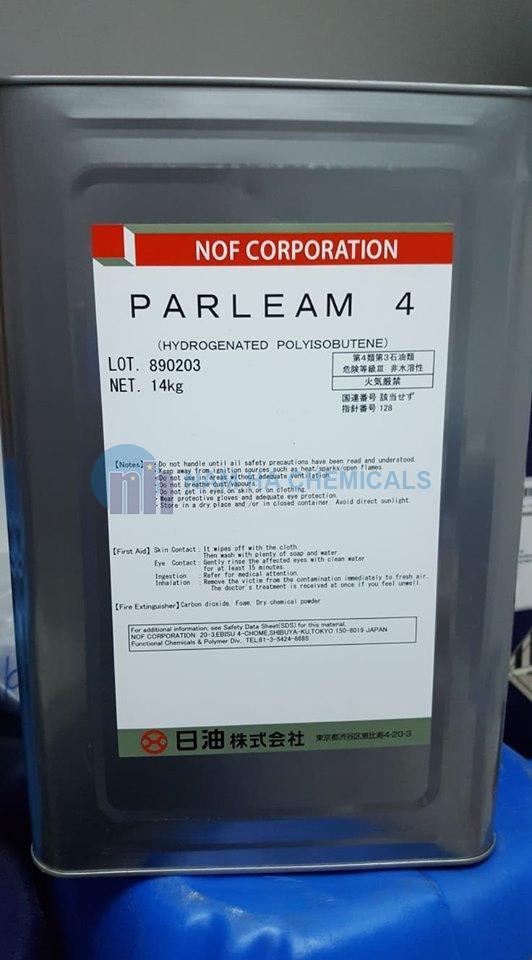 NOF CORPORATION
PARLEAM 4
(HYDROGENATED POLYISOBUTENE)
LOT. 890203
NET. 14kg
第4類第3石油類
危険等級Ⅲ 非水溶性
火気厳禁
国連番号 該当せず
指針番号 128
【Notes】 ・Do not handle until all safety precautions have been read and understood.
・Keep away from ignition sources such as heat/sparks/open flames.
・Do not use in areas without adequate ventilation.
・Do not breathe dust/vapours.
・Do not get in eyes, on skin, or on clothing.
・Wear protective gloves and adequate eye protection.
・Store in a dry place and /or in closed container. Avoid direct sunlight.
NAM HA CHEMICALS
【First Aid】 Skin Contact : It wipes off with the cloth.
Then wash with plenty of soap and water.
Eye Contact : Gently rinse the affected eyes with clean water
for at least 15 minutes.
Ingestion : Refer for medical attention.
Inhalation : Remove the victim from the contamination immediately to fresh air.
The doctor's treatment is received at once if you feel unwell.
【Fire Extinguisher】 Carbon dioxide, Foam, Dry chemical powder
For additional information, see Safety Data Sheet(SDS) for this material.
NOF CORPORATION 20-3,EBISU 4-CHOME,SHIBUYA-KU,TOKYO 150-6019 JAPAN
Functional Chemicals & Polymer Div. TEL:81-3-5424-6685
日油株式会社 東京都渋谷区恵比寿4-20-3